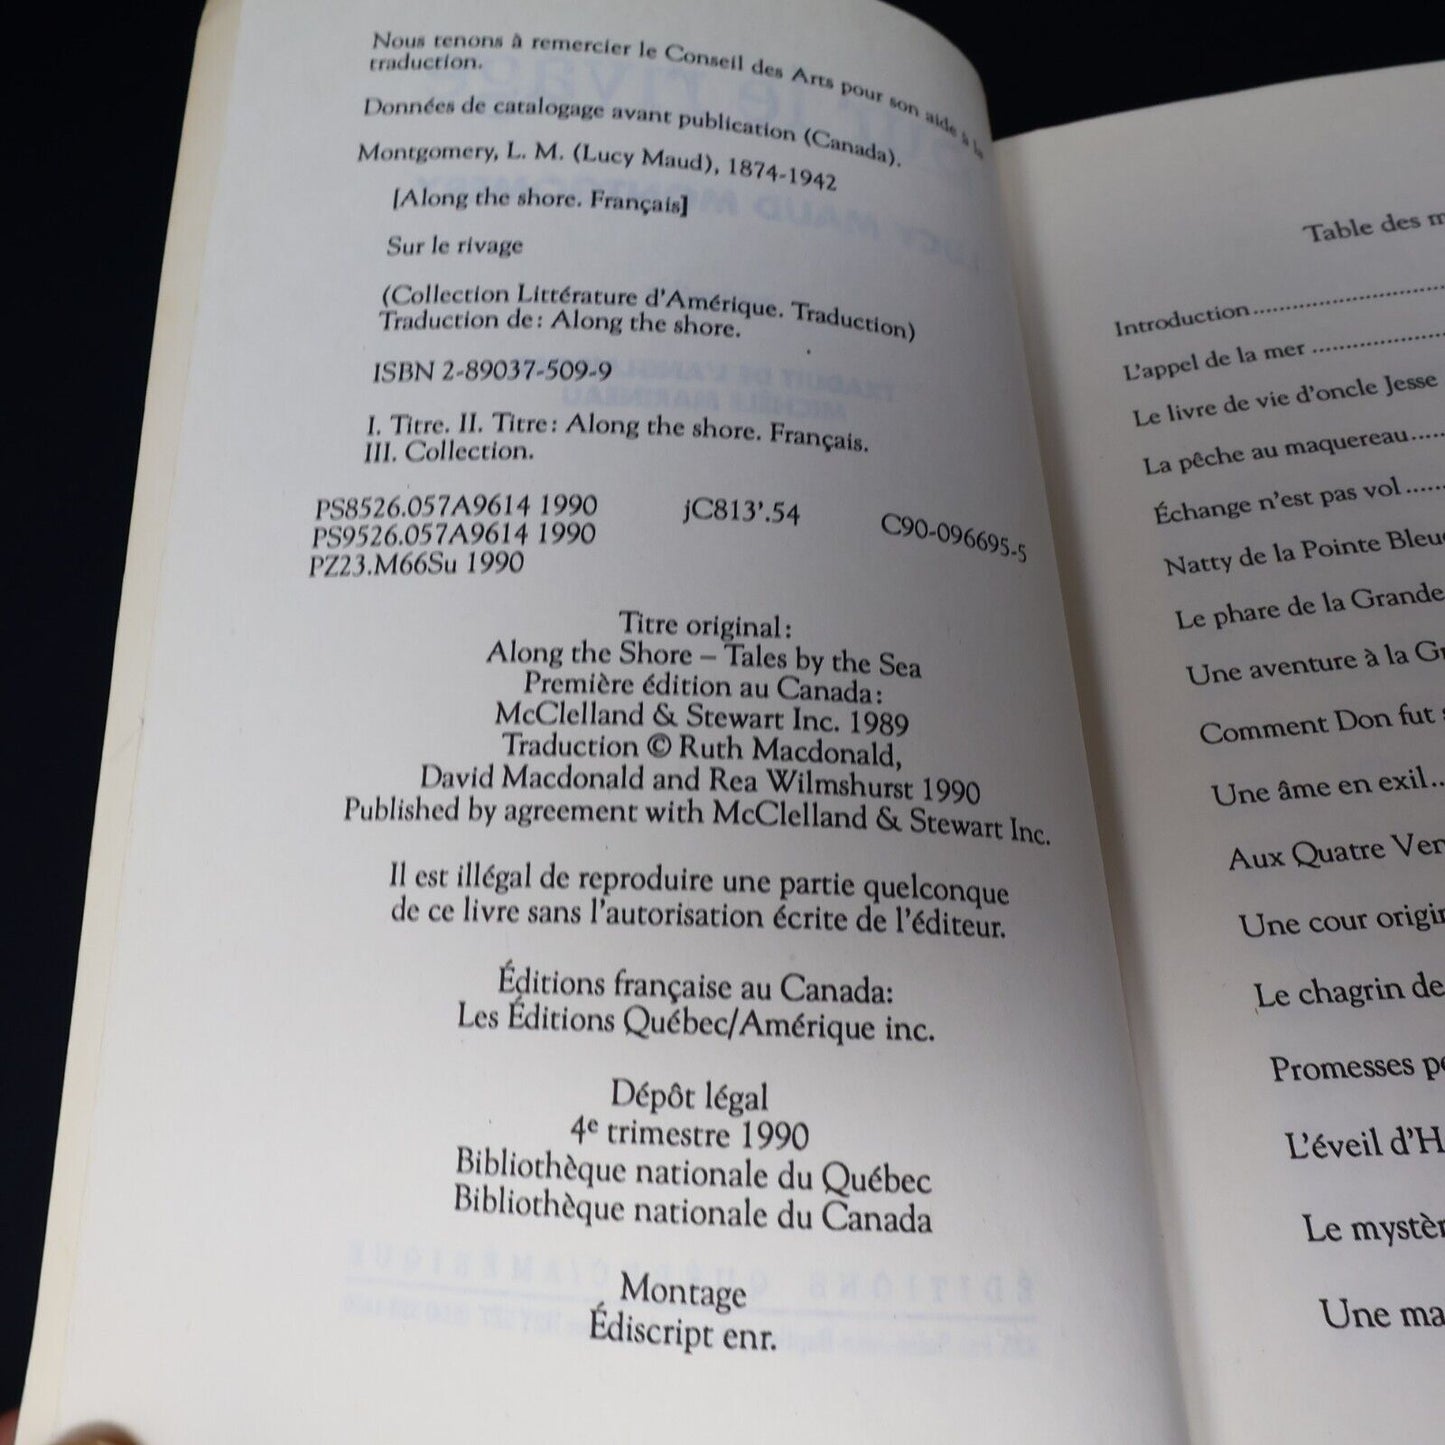 Nous tenons à remercier le Conseil des Arts pour son aide à la
traduction.
Données de catalogage avant publication (Canada).
Montgomery, L. M. (Lucy Maud), 1874-1942
[Along the shore. Français]
Sur le rivage
(Collection Littérature d'Amérique. Traduction)
Traduction de : Along the shore.
ISBN 2-89037-509-9
I. Titre. II. Titre : Along the shore. Français.
III. Collection.
PS8526.057A9614 1990 jC813'.54 C90-096695-5
PS9526.057A9614 1990
PZ23.M66Su 1990
Titre original :
Along the Shore – Tales by the Sea
Première édition au Canada :
McClelland & Stewart Inc. 1989
Traduction © Ruth Macdonald,
David Macdonald and Rea Wilmshurst 1990
Published by agreement with McClelland & Stewart Inc.
Il est illégal de reproduire une partie quelconque
de ce livre sans l'autorisation écrite de l'éditeur.
Éditions française au Canada:
Les Éditions Québec/Amérique inc.
Dépôt légal
4e trimestre 1990
Bibliothèque nationale du Québec
Bibliothèque nationale du Canada
Montage
Édiscript enr.
Table des m
Introduction
L'appel de la mer
Le livre de vie d'oncle Jesse
La pêche au maquereau
Échange n'est pas vol
Natty de la Pointe Bleue
Le phare de la Grande
Une aventure à la Gr
Comment Don fut
Une âme en exil
Aux Quatre Ven
Une cour origin
Le chagrin de
Promesses pe
L'éveil d'H
Le mystèr
Une ma